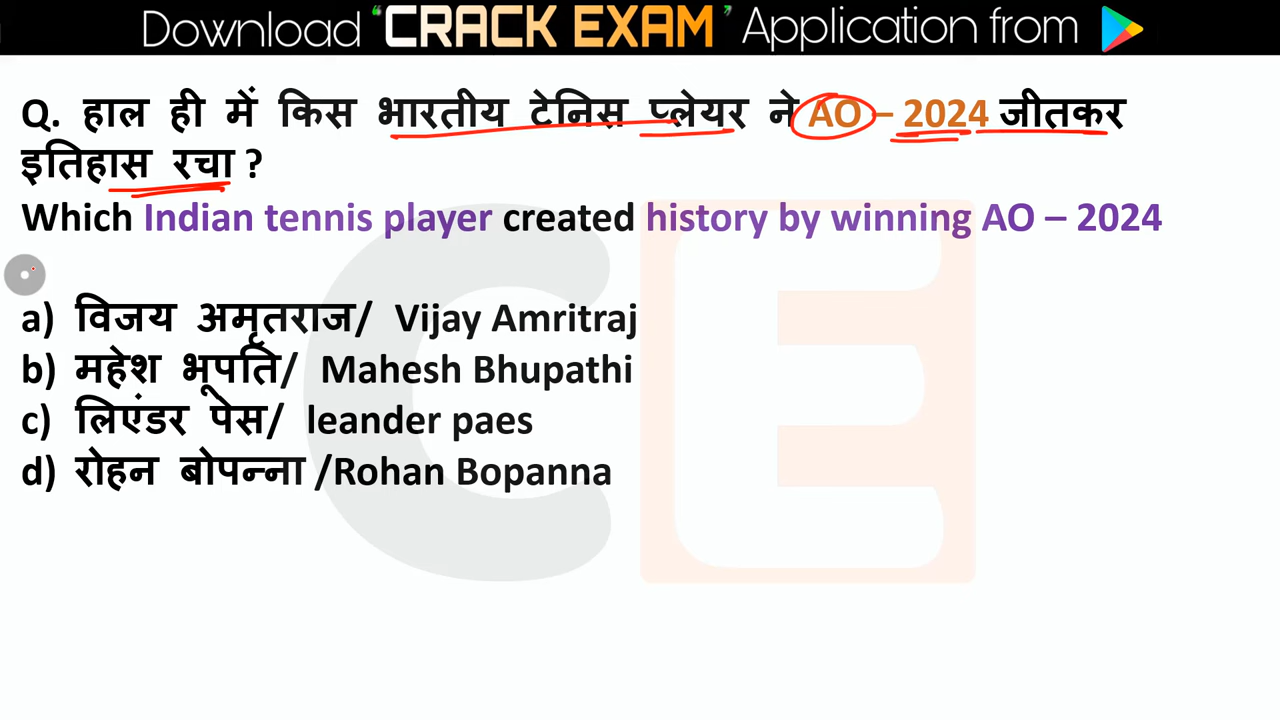 Download “CRACK EXAM” Application from
Q. हाल ही में किस भारतीय टेनिस प्लेयर ने AO – 2024 जीतकर
इतिहास रचा ?
Which Indian tennis player created history by winning AO – 2024
a) विजय अमृतराज/ Vijay Amritraj
b) महेश भूपति/ Mahesh Bhupathi
c) लिएंडर पेस/ leander paes
d) रोहन बोपन्ना /Rohan Bopanna
CE